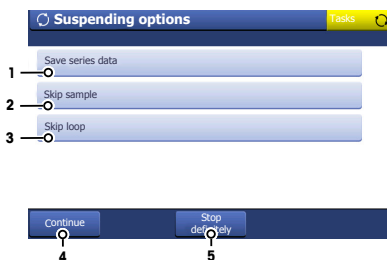 Suspending options
Tasks
Save series data
1
Skip sample
2
Skip loop
3
Continue
Stop
definitely
4
5